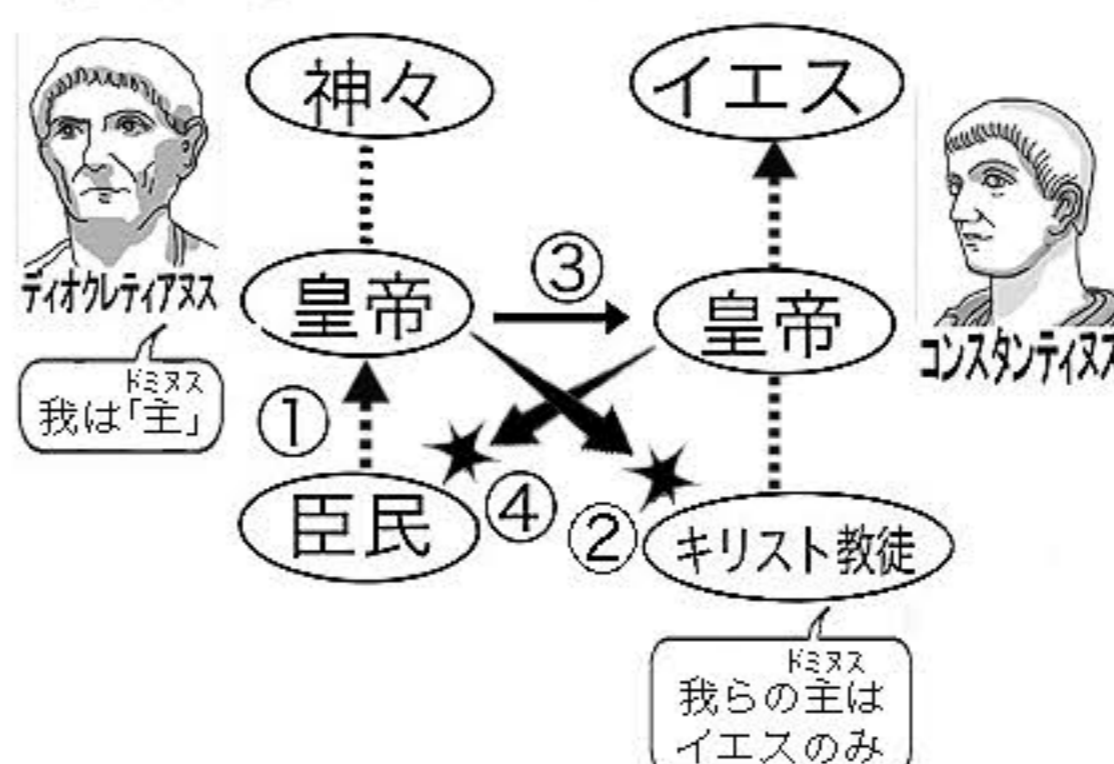 神々
イエス
ディオクレティアヌス
皇帝
③
皇帝
コンスタンティヌス
ドミヌス
我は「主」
①
臣民
④
②
キリスト教徒
ドミヌス
我らの主は
イエスのみ